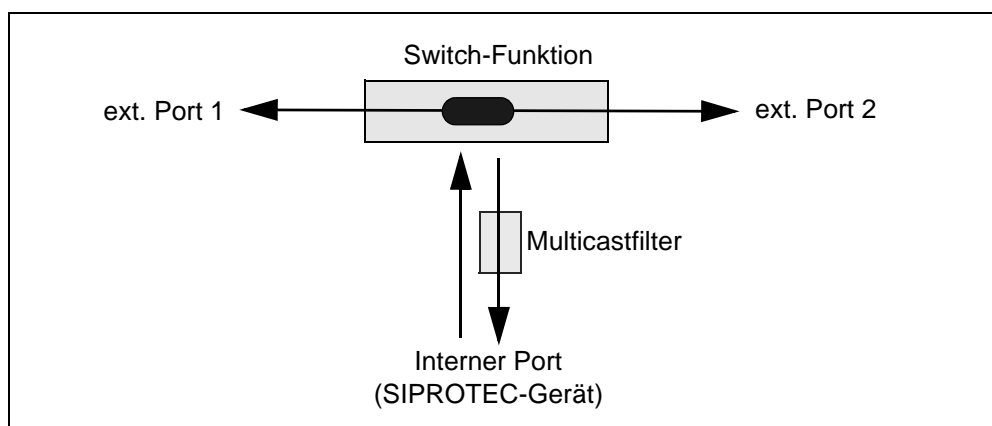 Switch-Funktion
ext. Port 1
ext. Port 2
Multicastfilter
Interner Port
(SIPROTEC-Gerät)